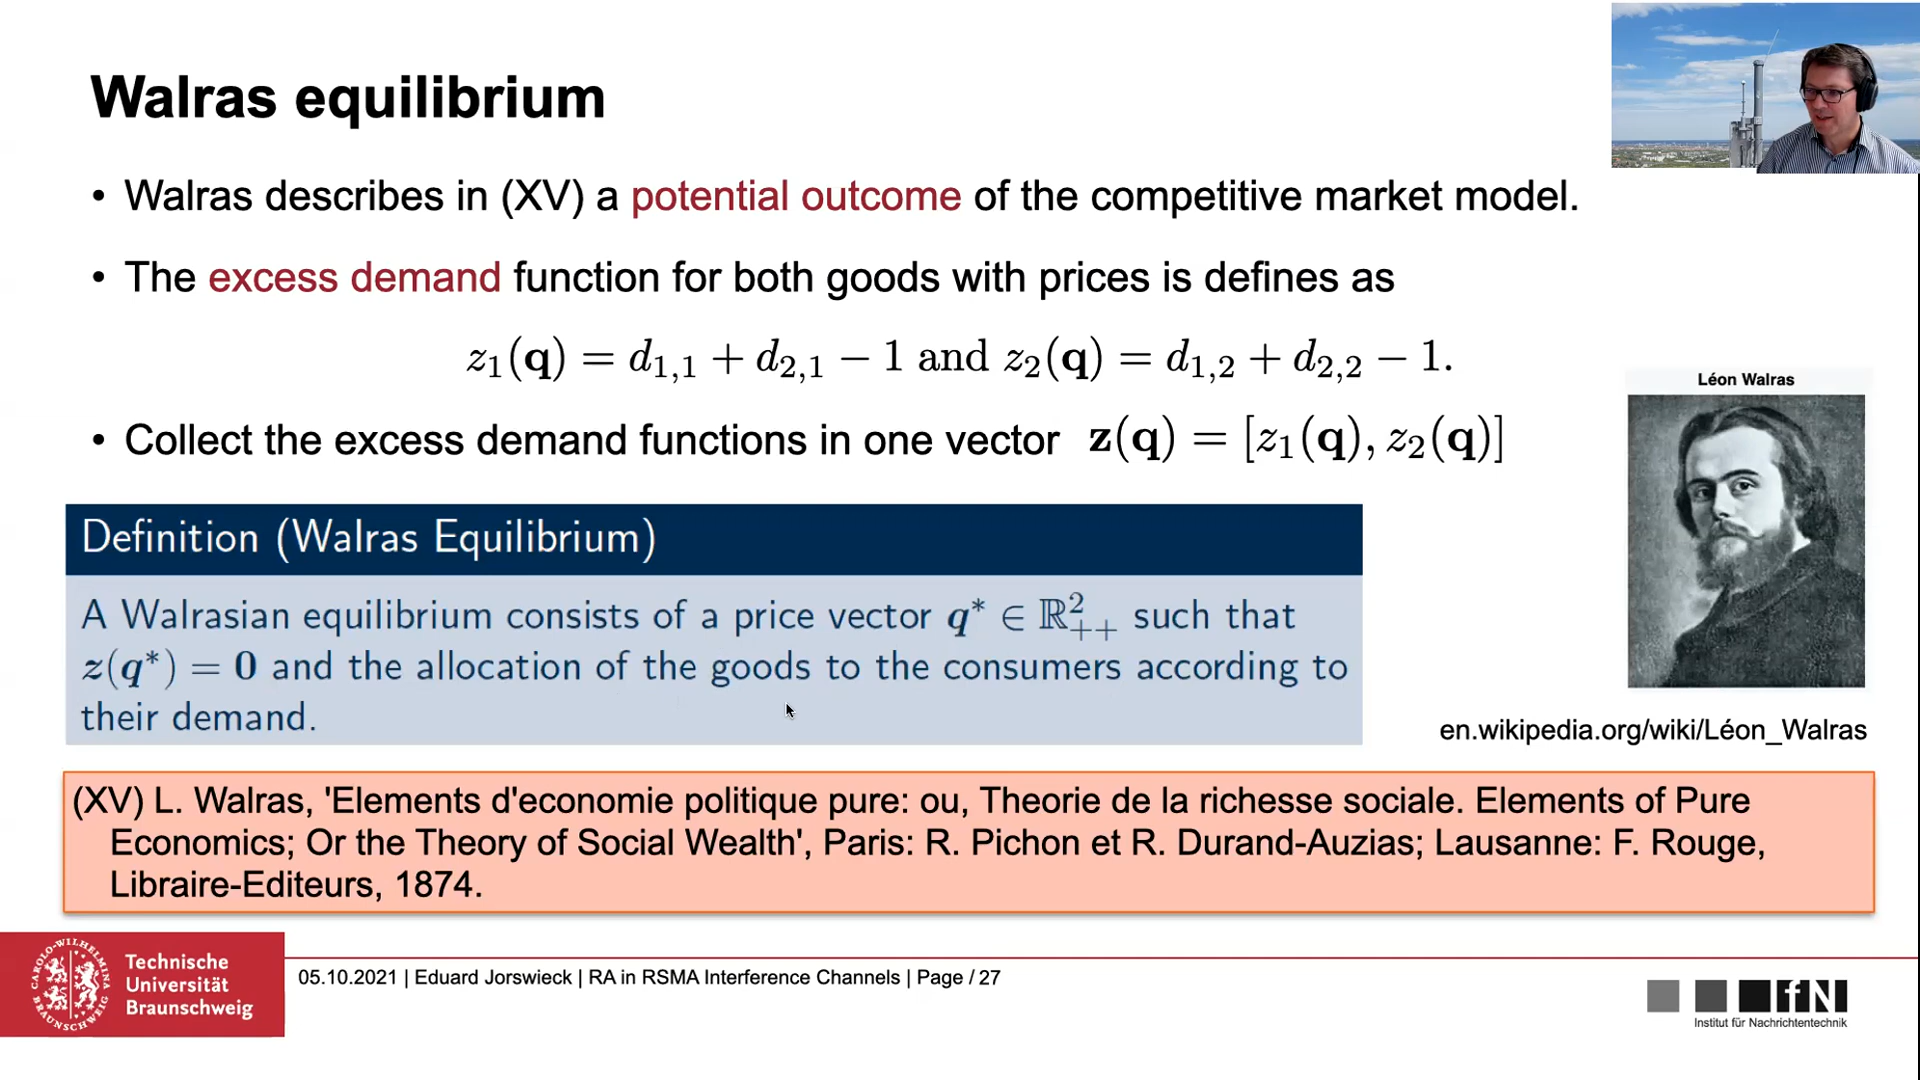 Walras equilibrium
• Walras describes in (XV) a potential outcome of the competitive market model.
• The excess demand function for both goods with prices is defines as
z₁(q) = d₁,₁ + d₂,₁ − 1 and z₂(q) = d₁,₂ + d₂,₂ − 1.
• Collect the excess demand functions in one vector z(q) = [z₁(q), z₂(q)]
Léon Walras
Definition (Walras Equilibrium)
A Walrasian equilibrium consists of a price vector q* ∈ ℝ²₊₊ such that
z(q*) = 0 and the allocation of the goods to the consumers according to
their demand.
en.wikipedia.org/wiki/Léon_Walras
(XV) L. Walras, 'Elements d'economie politique pure: ou, Theorie de la richesse sociale. Elements of Pure
Economics; Or the Theory of Social Wealth', Paris: R. Pichon et R. Durand-Auzias; Lausanne: F. Rouge,
Libraire-Editeurs, 1874.
CAROLO-WILHELMINA
BRAUNSCHWEIG
Technische
Universität
Braunschweig
05.10.2021 | Eduard Jorswieck | RA in RSMA Interference Channels | Page / 27
IfN
Institut für Nachrichtentechnik